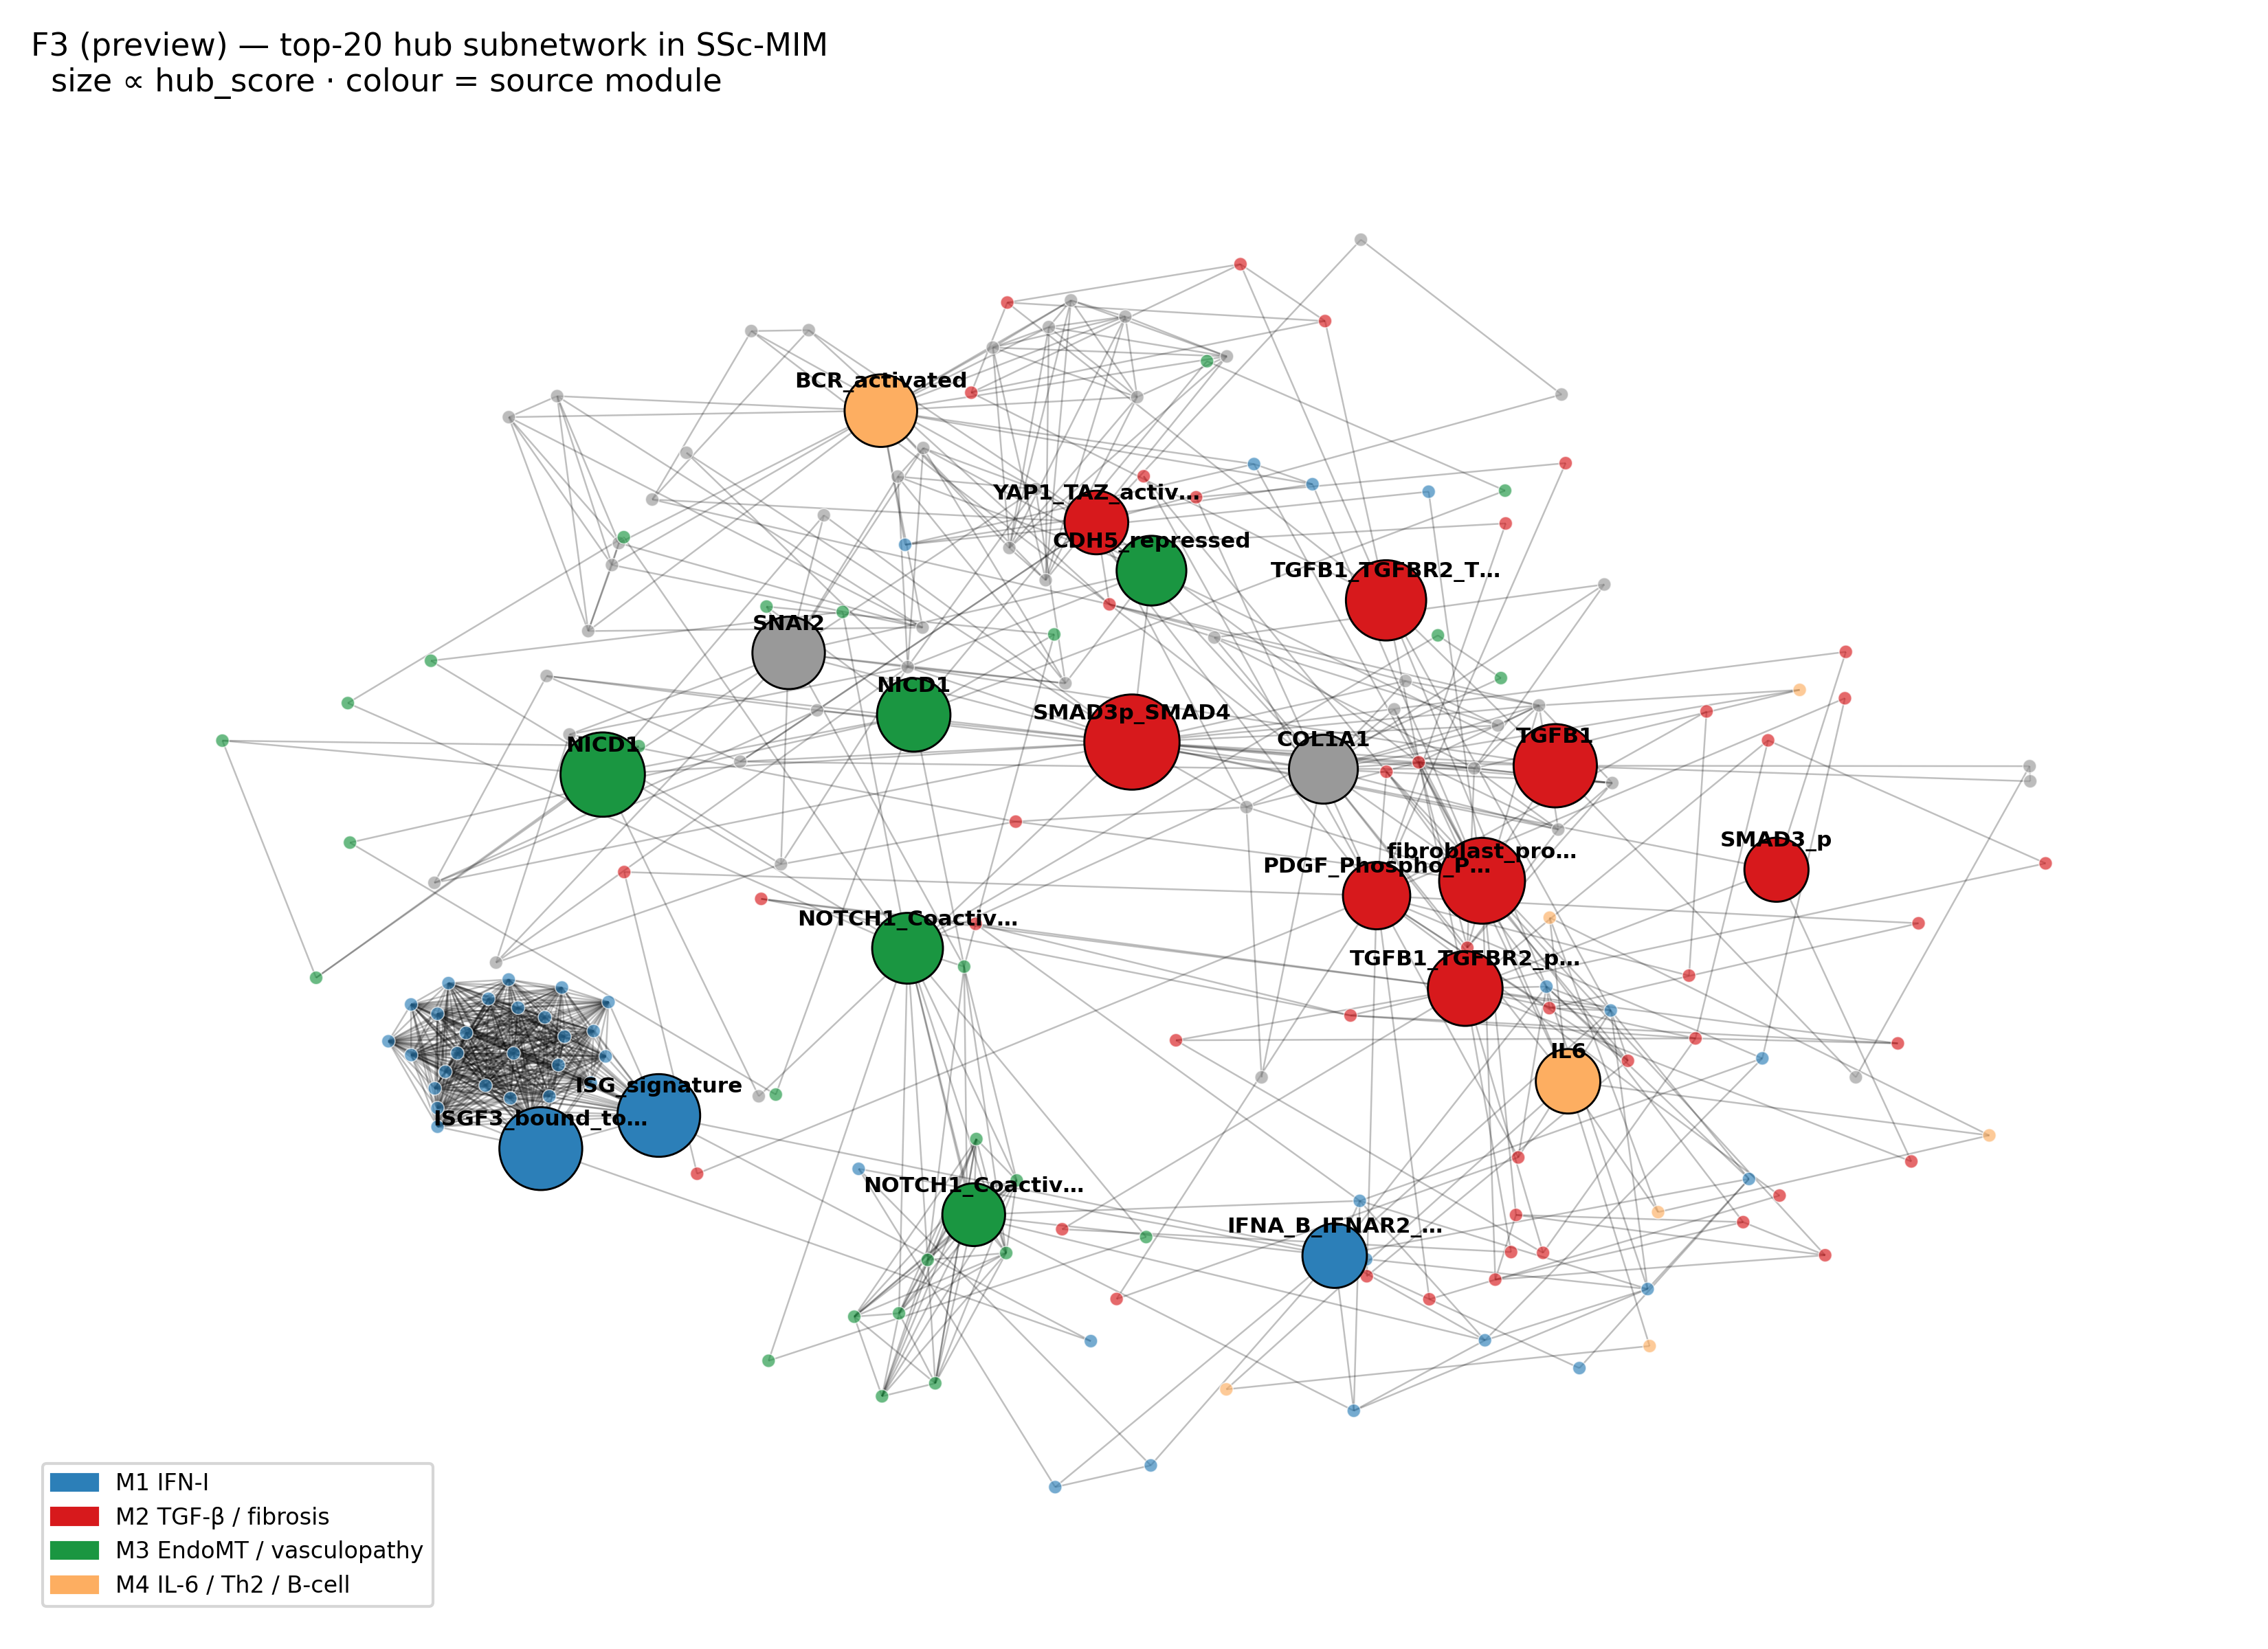 F3 (preview) — top-20 hub subnetwork in SSc-MIM
size ∝ hub_score · colour = source module
BCR_activated
YAP1_TAZ_activ...
CDH5_repressed
TGFB1_TGFBR2_T...
SNAI2
NICD1
SMAD3p_SMAD4
COL1A1
TGFB1
NICD1
SMAD3_p
fibroblast_pro...
PDGF_Phospho_P...
NOTCH1_Coactiv...
TGFB1_TGFBR2_p...
IL6
ISG_signature
ISGF3_bound_to...
NOTCH1_Coactiv...
IFNA_B_IFNAR2_...
M1 IFN-I
M2 TGF-β / fibrosis
M3 EndoMT / vasculopathy
M4 IL-6 / Th2 / B-cell